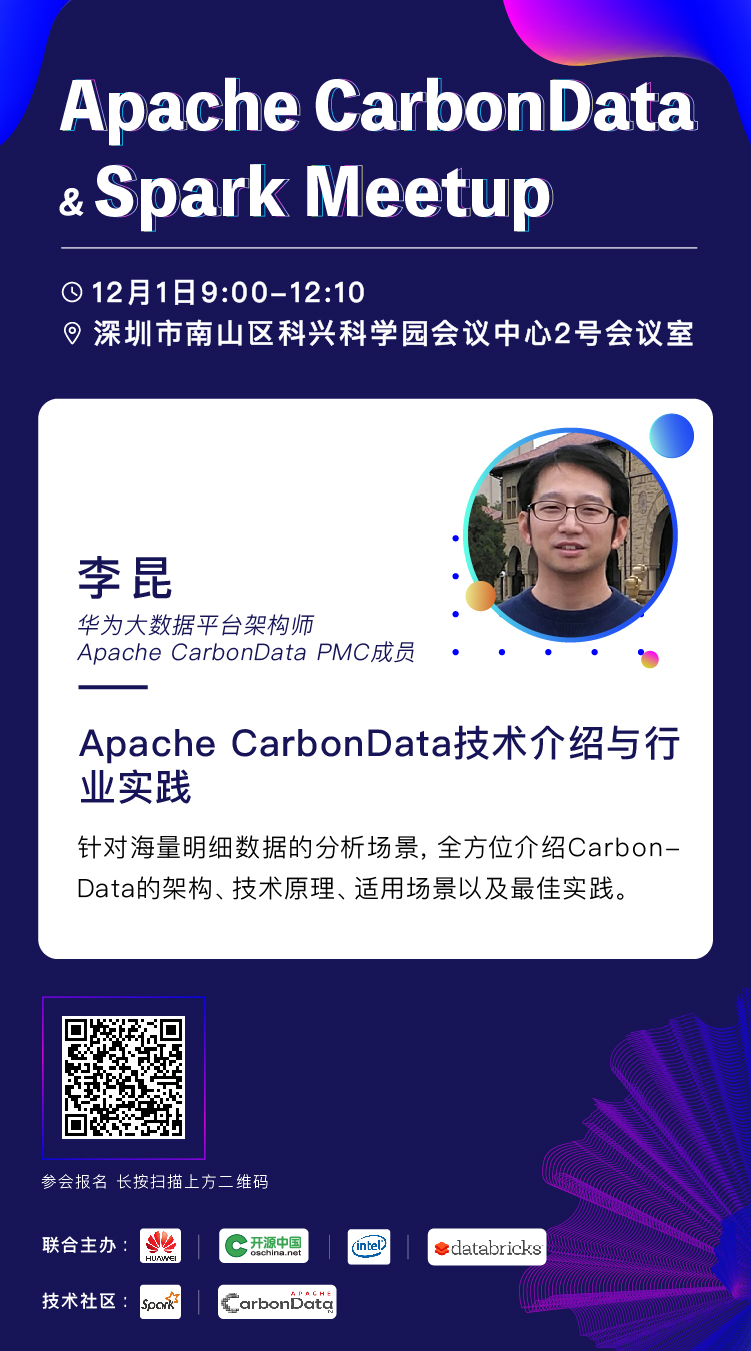 Apache CarbonData
& Spark Meetup
12月1日9:00-12:10
深圳市南山区科兴科学园会议中心2号会议室
李昆
华为大数据平台架构师
Apache CarbonData PMC成员
Apache CarbonData技术介绍与行
业实践
针对海量明细数据的分析场景, 全方位介绍Carbon-
Data的架构、技术原理、适用场景以及最佳实践。
参会报名 长按扫描上方二维码
联合主办: HUAWEI 开源中国 oschina.net intel databricks
技术社区: Spark APACHE CarbonData